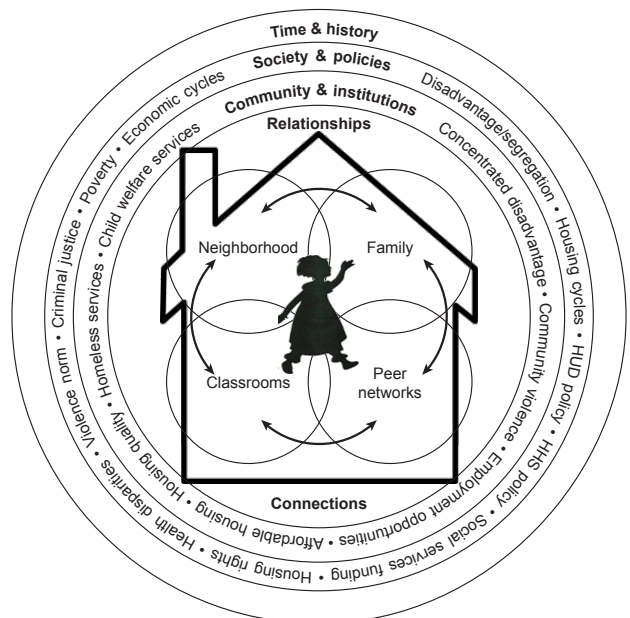 Time & history
Society & policies
Disadvantage/segregation • Housing cycles • HUD policy • HHS policy • Social services funding • Housing rights • Health disparities • Violence norm • Criminal justice • Poverty • Economic cycles
Community & institutions
Concentrated disadvantage • Community violence • Employment opportunities • Affordable housing • Housing quality • Homeless services • Child welfare services
Relationships
Neighborhood
Family
Classrooms
Peer
networks
Connections